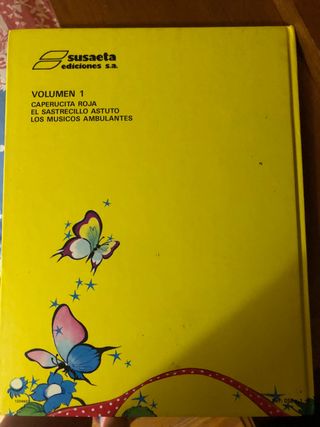 susaeta
ediciones s.a.
VOLUMEN 1
CAPERUCITA ROJA
EL SASTRECILLO ASTUTO
LOS MUSICOS AMBULANTES